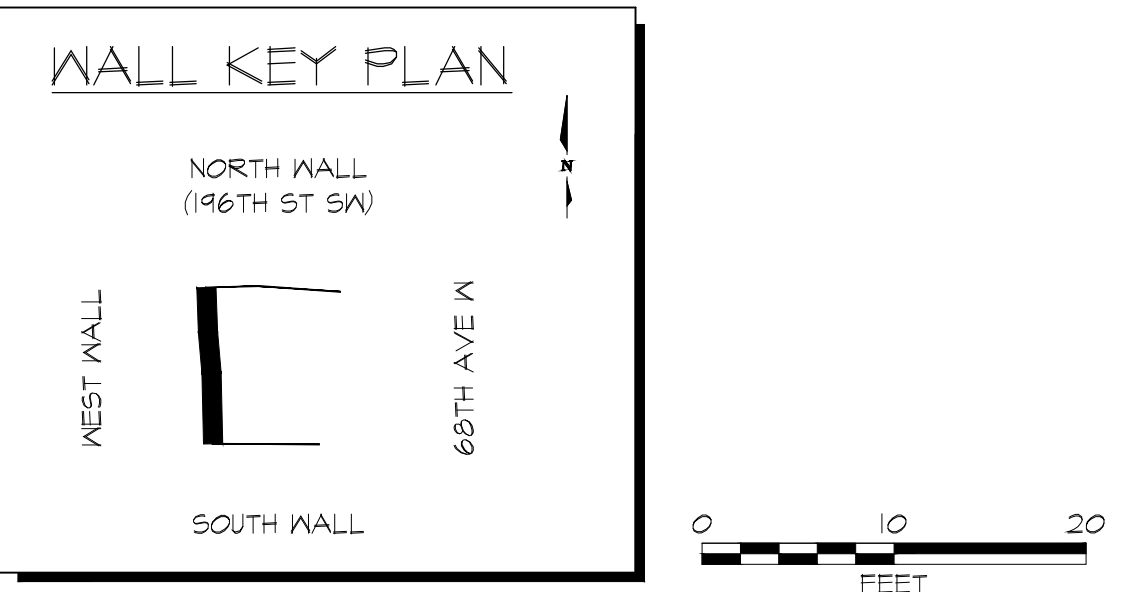 WALL KEY PLAN
N
NORTH WALL
(196TH ST SW)
WEST WALL
68TH AVE W
SOUTH WALL
0 10 20
FEET